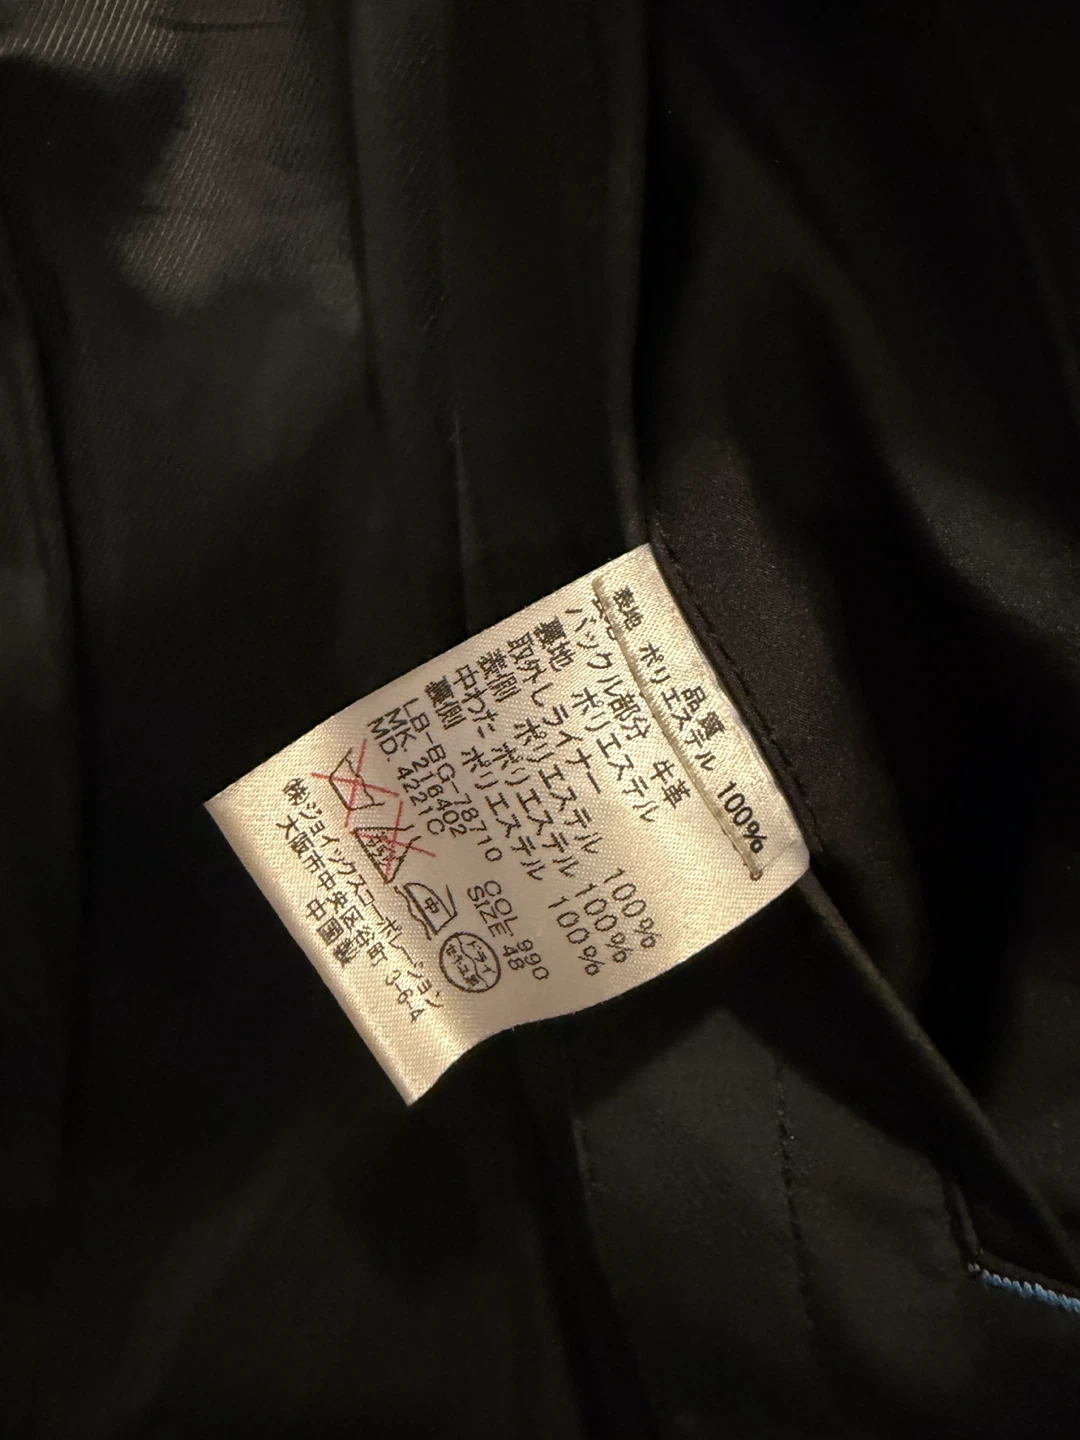 品質
表地 ポリエステル 100%
バックル部分 牛革
裏地 ポリエステル
取外しライナー
表側 ポリエステル 100%
中わた ポリエステル 100%
裏側 ポリエステル 100%
LB-BG-78710 COL 990
MK. 216402 SIZE 48
MD. 4221C
中
ドライ
㈱ジョイックスコーポレーション
大阪市中央区谷町 3-6-4
中国製